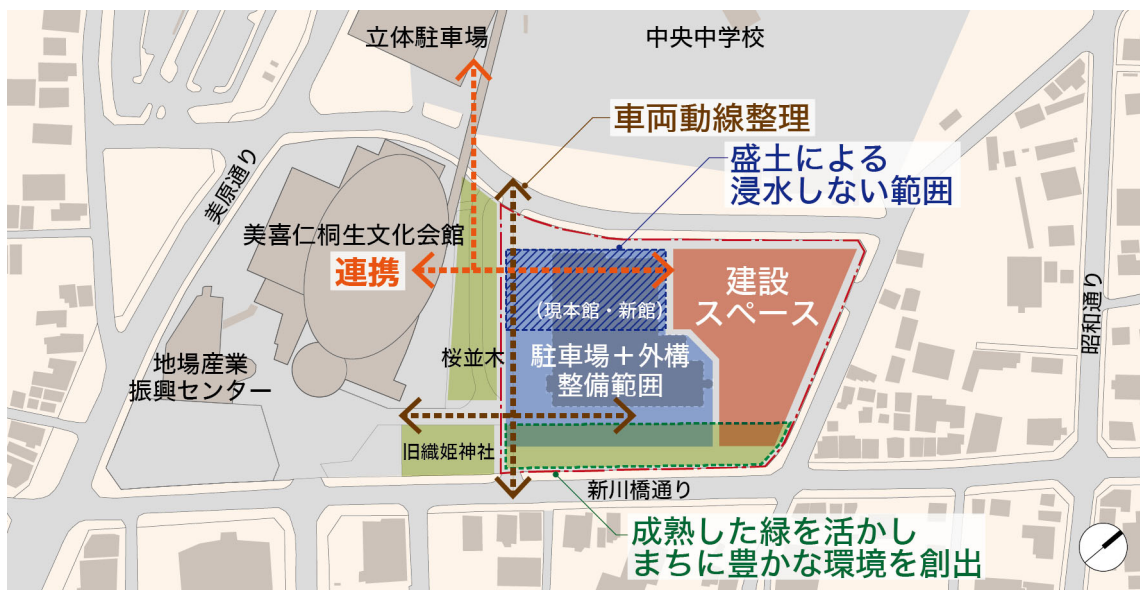 立体駐車場
中央中学校
車両動線整理
盛土による
浸水しない範囲
美原通り
美喜仁桐生文化会館
連携
建設
スペース
(現本館・新館)
昭和通り
桜並木
駐車場+外構
整備範囲
地場産業
振興センター
旧織姫神社
新川橋通り
成熟した緑を活かし
まちに豊かな環境を創出